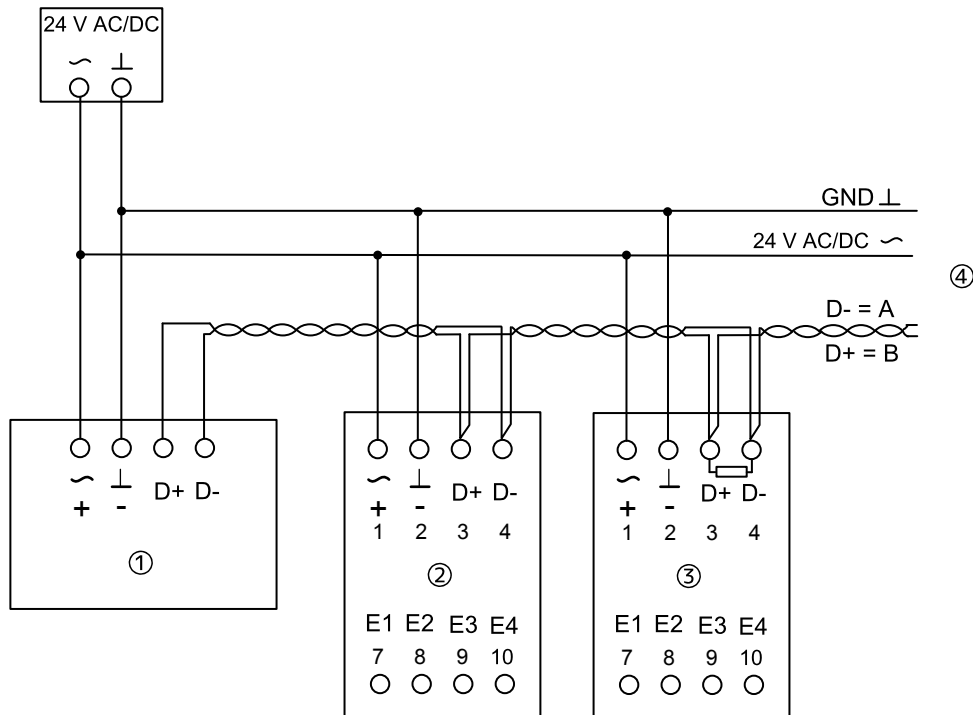 24 V AC/DC
∼ ⊥
GND ⊥
24 V AC/DC ∼
④
D- = A
D+ = B
∼ ⊥ D+ D-
+ -
①
∼ ⊥ D+ D-
+ -
1 2 3 4
②
E1 E2 E3 E4
7 8 9 10
∼ ⊥ D+ D-
+ -
1 2 3 4
③
E1 E2 E3 E4
7 8 9 10